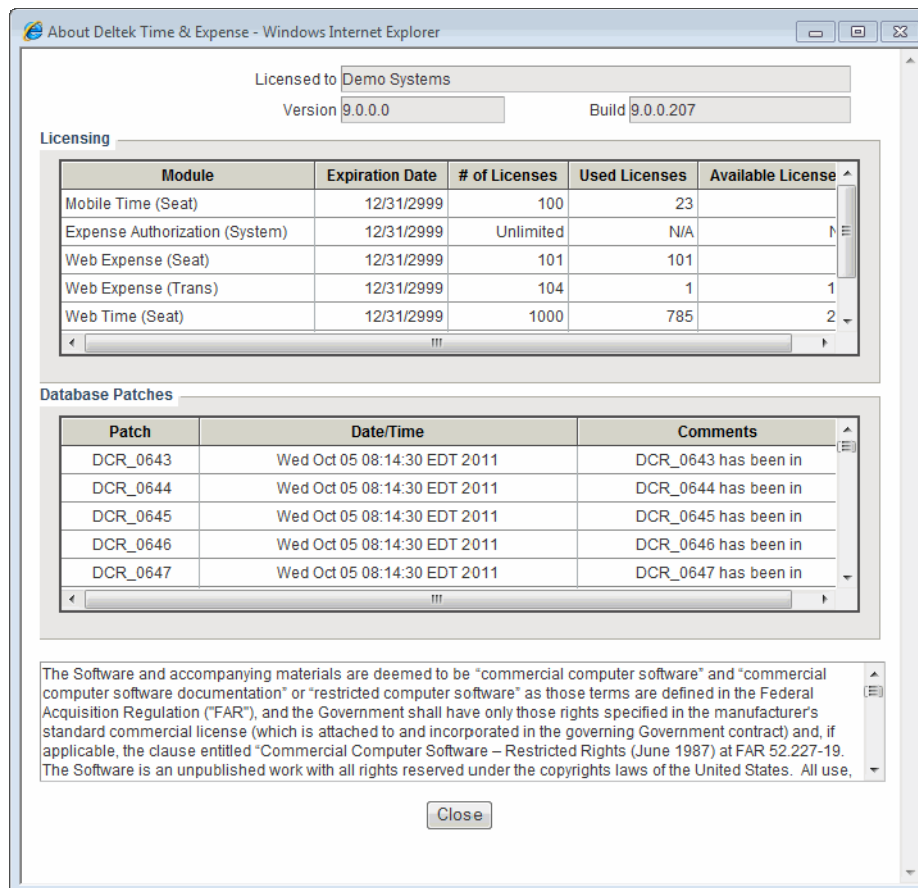 About Deltek Time & Expense - Windows Internet Explorer
Licensed to Demo Systems
Version 9.0.0.0 Build 9.0.0.207
Licensing
Module Expiration Date # of Licenses Used Licenses Available License
Mobile Time (Seat) 12/31/2999 100 23
Expense Authorization (System) 12/31/2999 Unlimited N/A N
Web Expense (Seat) 12/31/2999 101 101
Web Expense (Trans) 12/31/2999 104 1 1
Web Time (Seat) 12/31/2999 1000 785 2
Database Patches
Patch Date/Time Comments
DCR_0643 Wed Oct 05 08:14:30 EDT 2011 DCR_0643 has been in
DCR_0644 Wed Oct 05 08:14:30 EDT 2011 DCR_0644 has been in
DCR_0645 Wed Oct 05 08:14:30 EDT 2011 DCR_0645 has been in
DCR_0646 Wed Oct 05 08:14:30 EDT 2011 DCR_0646 has been in
DCR_0647 Wed Oct 05 08:14:30 EDT 2011 DCR_0647 has been in
The Software and accompanying materials are deemed to be “commercial computer software” and “commercial
computer software documentation” or “restricted computer software” as those terms are defined in the Federal
Acquisition Regulation ("FAR"), and the Government shall have only those rights specified in the manufacturer's
standard commercial license (which is attached to and incorporated in the governing Government contract) and, if
applicable, the clause entitled “Commercial Computer Software – Restricted Rights (June 1987) at FAR 52.227-19.
The Software is an unpublished work with all rights reserved under the copyrights laws of the United States. All use,
Close